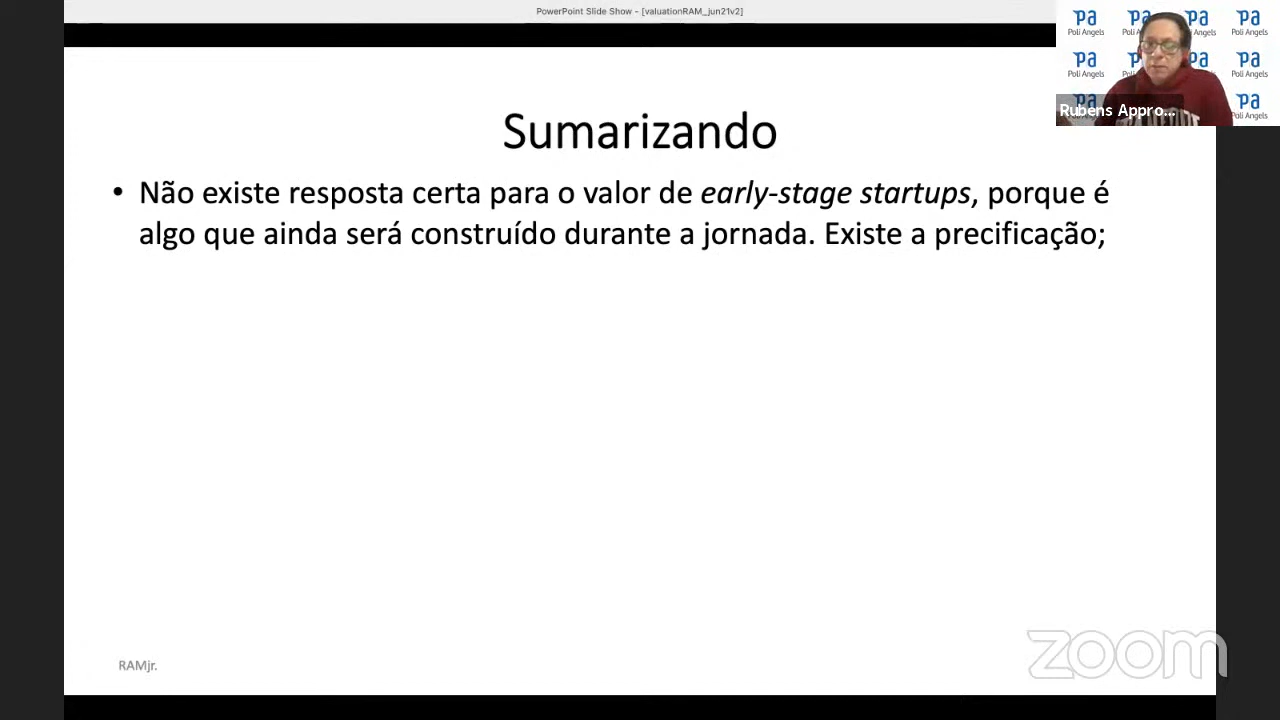 PowerPoint Slide Show - [valuationRAM_jun21v2]
pa pa pa pa
Poli Angels Poli A Angels Poli Angels
pa pa pa pa
Poli Angels Poli Angels
Rubens Appro... pa
Poli Angels
Sumarizando
• Não existe resposta certa para o valor de early-stage startups, porque é
algo que ainda será construído durante a jornada. Existe a precificação;
RAMjr.
zoom